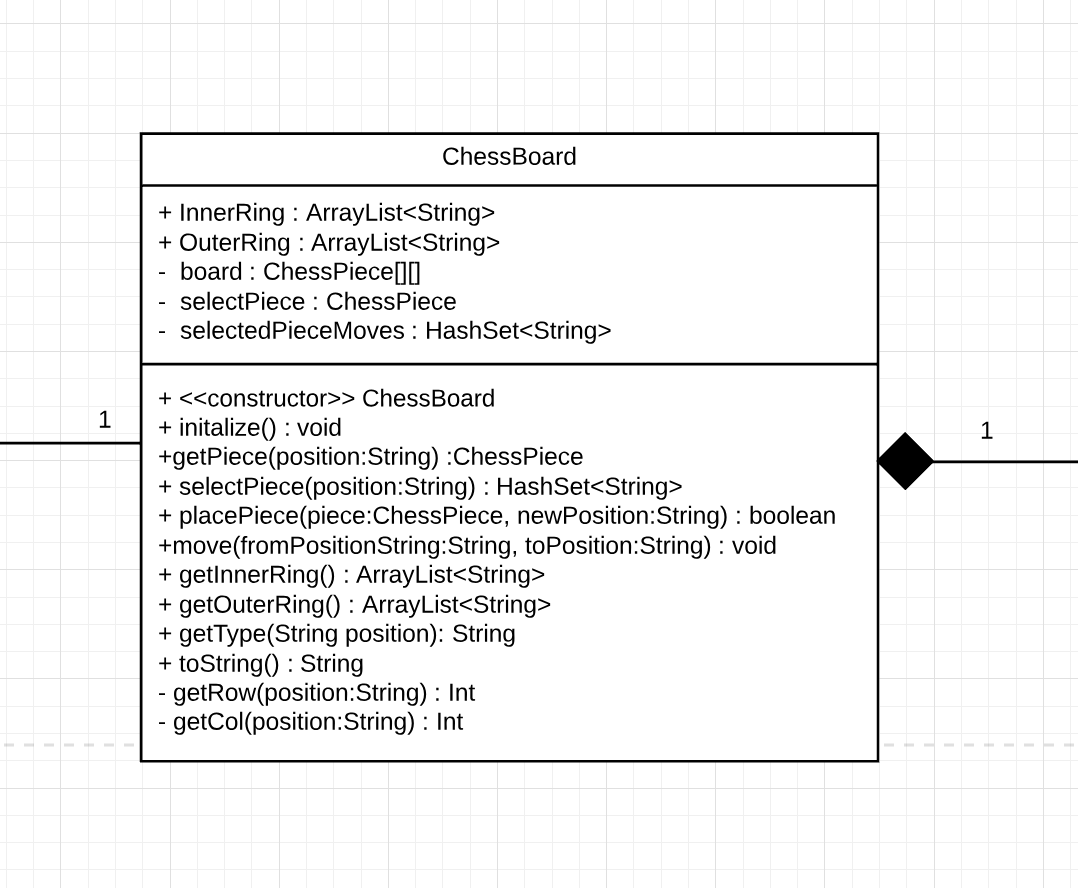 ChessBoard
+ InnerRing : ArrayList<String>
+ OuterRing : ArrayList<String>
- board : ChessPiece[][]
- selectPiece : ChessPiece
- selectedPieceMoves : HashSet<String>
+ <<constructor>> ChessBoard
+ initalize() : void
+getPiece(position:String) :ChessPiece
+ selectPiece(position:String) : HashSet<String>
+ placePiece(piece:ChessPiece, newPosition:String) : boolean
+move(fromPositionString:String, toPosition:String) : void
+ getInnerRing() : ArrayList<String>
+ getOuterRing() : ArrayList<String>
+ getType(String position): String
+ toString() : String
- getRow(position:String) : Int
- getCol(position:String) : Int
1
1